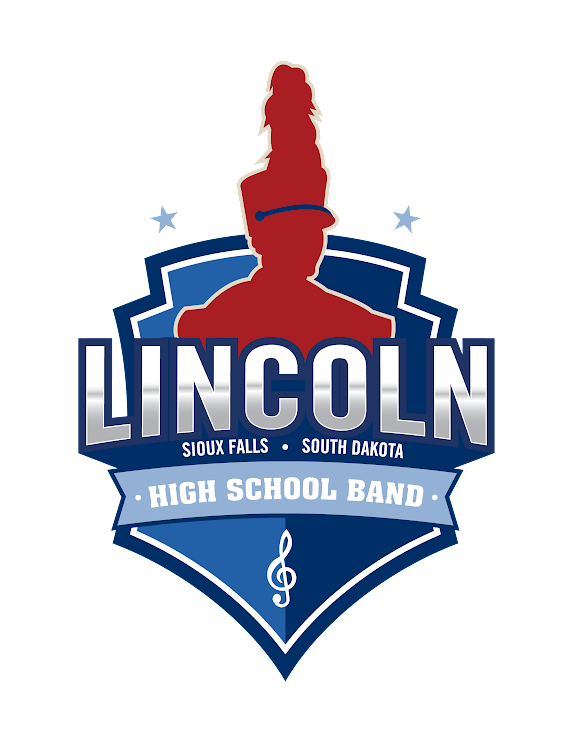 LINCOLN
SIOUX FALLS • SOUTH DAKOTA
• HIGH SCHOOL BAND •